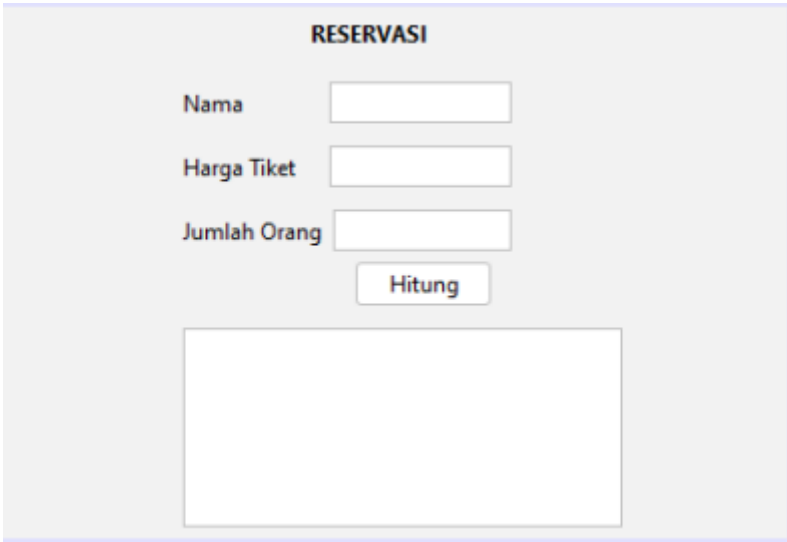 RESERVASI
Nama
Harga Tiket
Jumlah Orang
Hitung